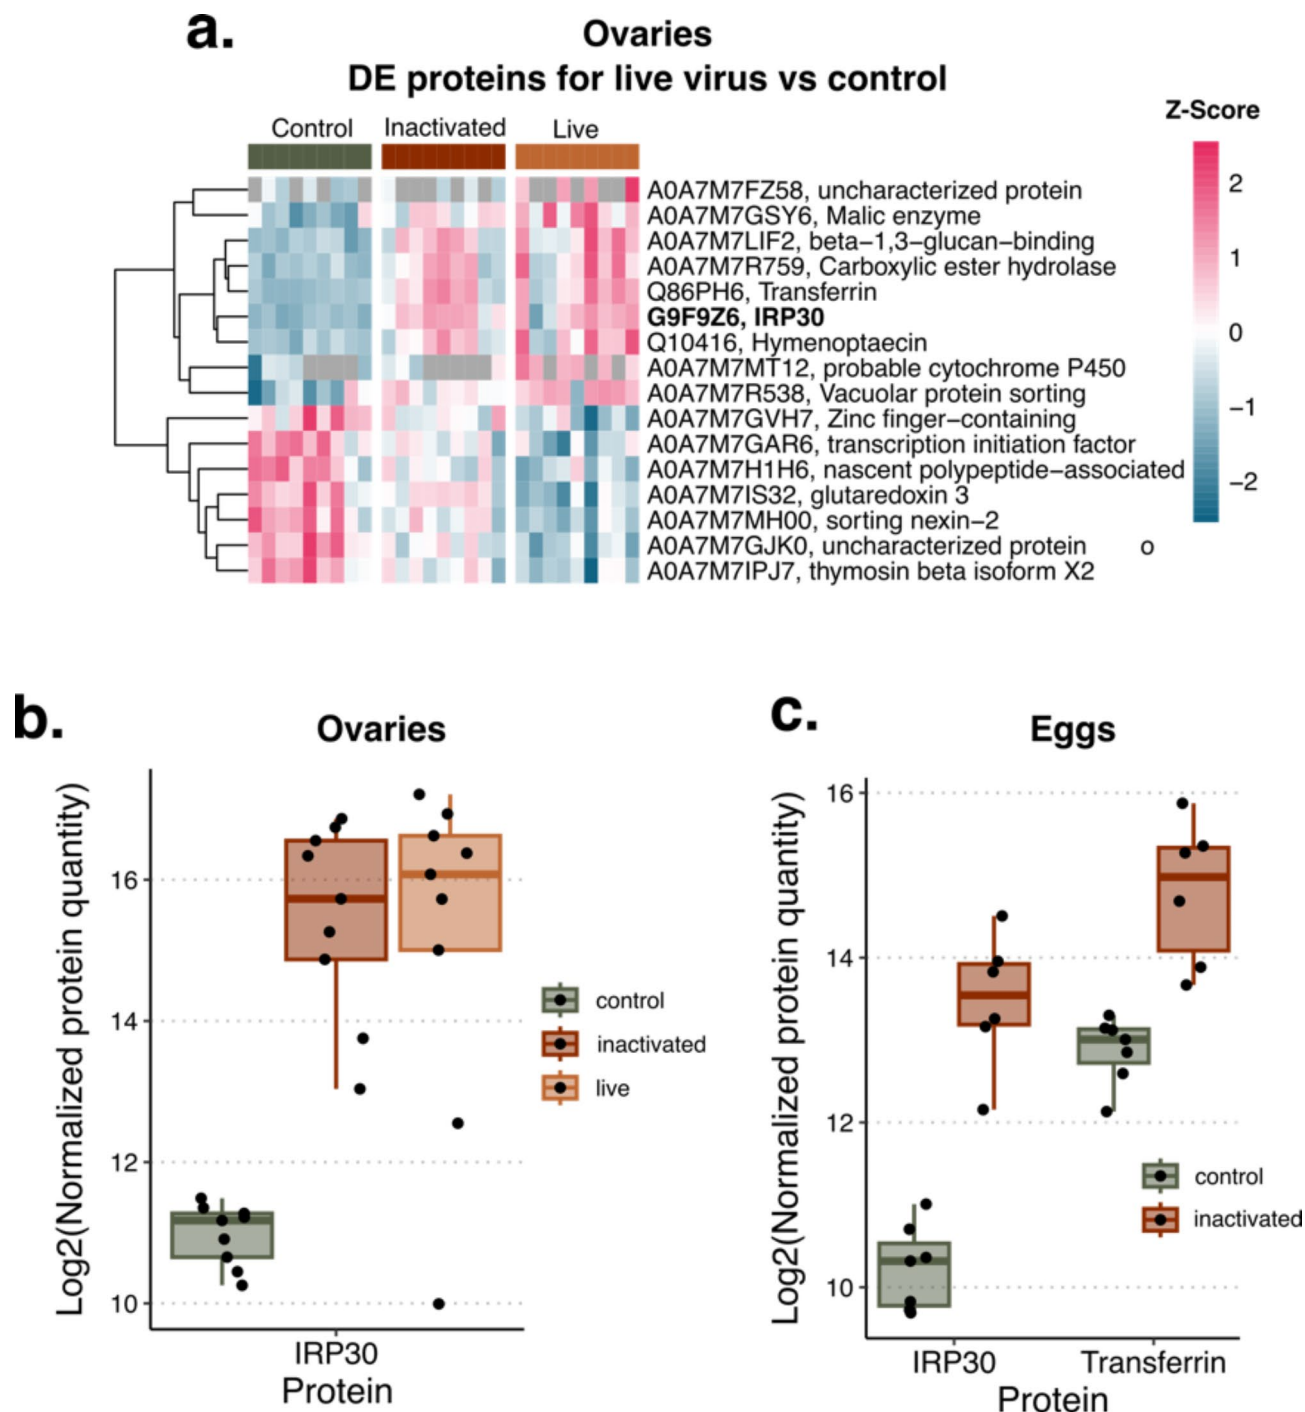 a.
Ovaries
DE proteins for live virus vs control
Control
Inactivated
Live
Z-Score
2
1
0
−1
−2
A0A7M7FZ58, uncharacterized protein
A0A7M7GSY6, Malic enzyme
A0A7M7LIF2, beta−1,3−glucan−binding
A0A7M7R759, Carboxylic ester hydrolase
Q86PH6, Transferrin
G9F9Z6, IRP30
Q10416, Hymenoptaecin
A0A7M7MT12, probable cytochrome P450
A0A7M7R538, Vacuolar protein sorting
A0A7M7GVH7, Zinc finger−containing
A0A7M7GAR6, transcription initiation factor
A0A7M7H1H6, nascent polypeptide−associated
A0A7M7IS32, glutaredoxin 3
A0A7M7MH00, sorting nexin−2
A0A7M7GJK0, uncharacterized protein o
A0A7M7IPJ7, thymosin beta isoform X2
b.
Ovaries
Log2(Normalized protein quantity)
16
14
12
10
IRP30
Protein
control
inactivated
live
c.
Eggs
Log2(Normalized protein quantity)
16
14
12
10
IRP30
Transferrin
Protein
control
inactivated